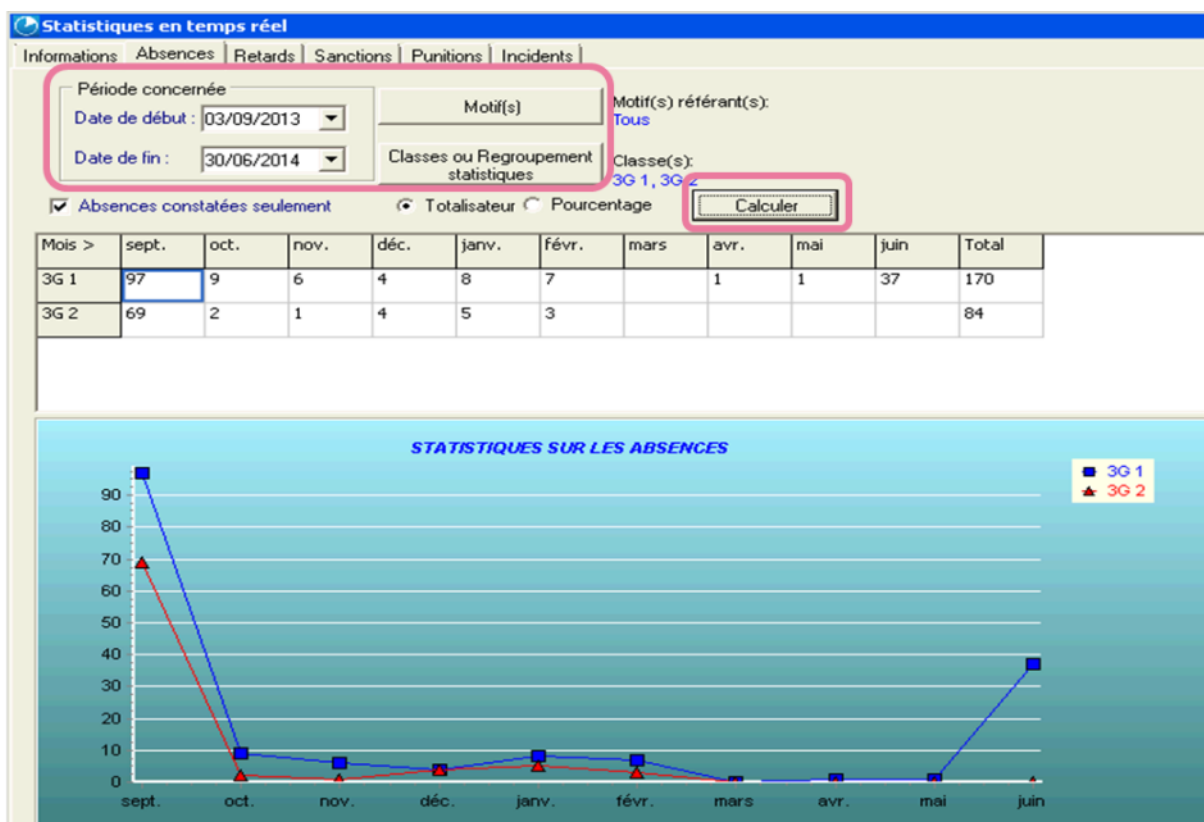 Statistiques en temps réel
Informations Absences Retards Sanctions Punitions Incidents
Période concernée
Date de début : 03/09/2013
Date de fin : 30/06/2014
Motif(s)
Classes ou Regroupement
statistiques
Motif(s) référant(s):
Tous
Classe(s):
3G 1, 3G 2
Absences constatées seulement Totalisateur Pourcentage Calculer
Mois > sept. oct. nov. déc. janv. févr. mars avr. mai juin Total
3G 1 97 9 6 4 8 7 1 1 37 170
3G 2 69 2 1 4 5 3 84
STATISTIQUES SUR LES ABSENCES
3G 1
3G 2
90
80
70
60
50
40
30
20
10
0
sept. oct. nov. déc. janv. févr. mars avr. mai juin